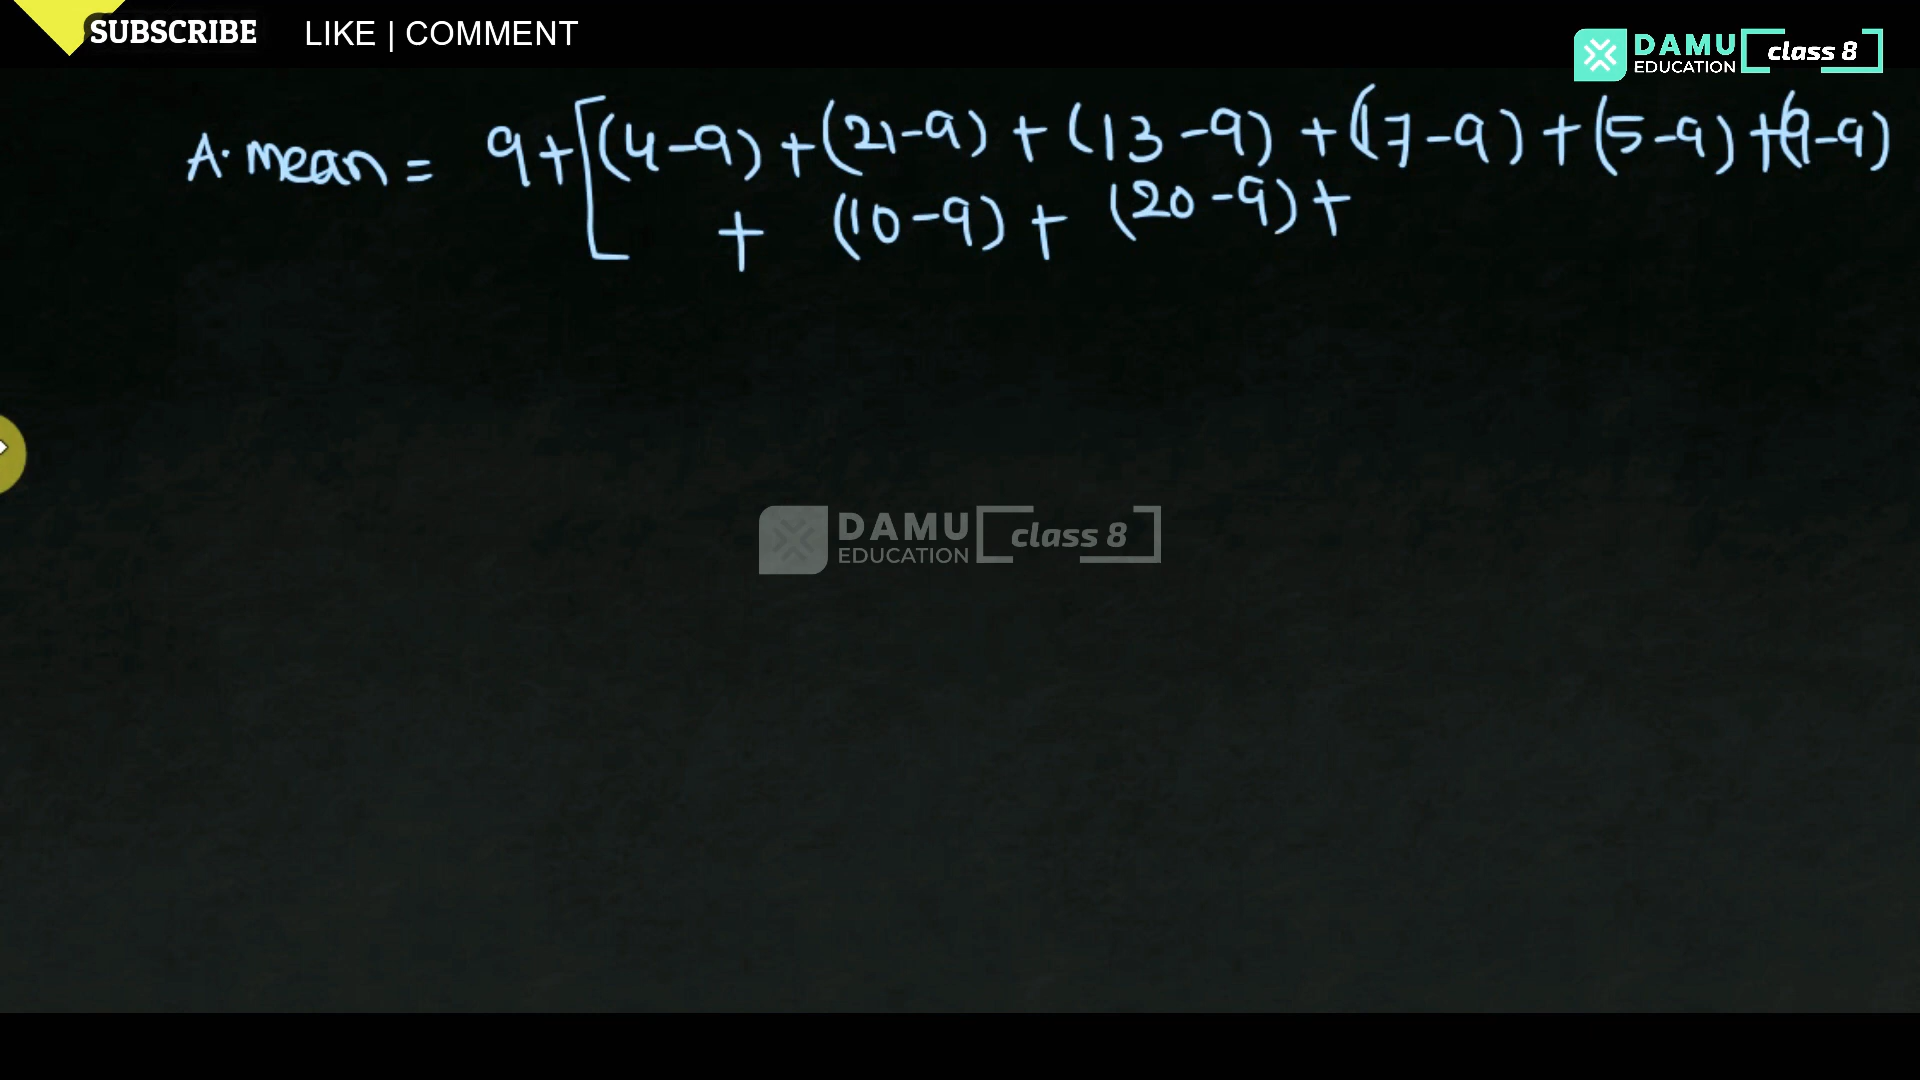 SUBSCRIBE LIKE | COMMENT
DAMU EDUCATION class 8
A. mean = 9+[(4-9)+(21-9)+(13-9)+(17-9)+(5-9)+(9-9)
+ (10-9)+(20-9)+
DAMU EDUCATION class 8